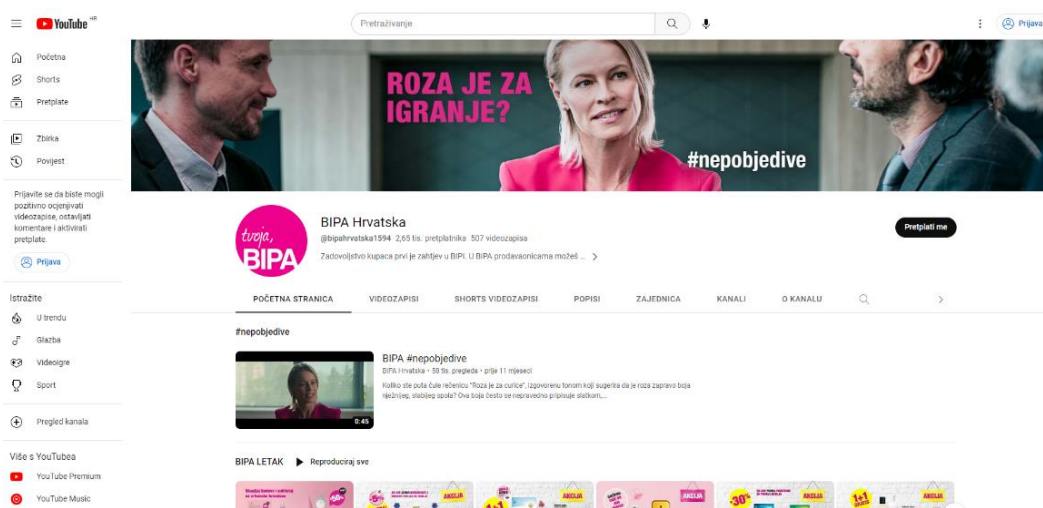 YouTube HR
Pretraživanje
Prijava
Početna
Shorts
Pretplate
Zbirka
Povijest
Prijavite se da biste mogli
pozitivno ocjenjivati
videozapise, ostavljati
komentare i aktivirati
pretplate.
Prijava
Istražite
U trendu
Glazba
Videoigre
Sport
Pregled kanala
Više s YouTubea
YouTube Premium
YouTube Music
ROZA JE ZA
IGRANJE?
#nepobjedive
tvoja,
BIPA
BIPA Hrvatska
@bipahrvatska1594 2,65 tis. pretplatnika 507 videozapisa
Zadovoljstvo kupaca prvi je zahtjev u BIPI. U BIPA prodavaonicama možeš ...
Pretplati me
POČETNA STRANICA VIDEOZAPISI SHORTS VIDEOZAPISI POPISI ZAJEDNICA KANALI O KANALU
#nepobjedive
BIPA #nepobjedive
BIPA Hrvatska • 50 tis. pregleda • prije 11 mjeseci
Koliko ste puta čule rečenicu "Roza je za curice", izgovorenu tonom koji sugerira da je roza zapravo boja
nježnijeg, slabijeg spola? Ova boja često se nepravedno pripisuje slatkom,...
0:45
BIPA LETAK Reproduciraj sve
AKCIJA
AKCIJA
AKCIJA
-30%
AKCIJA
1+1
GRATIS
AKCIJA